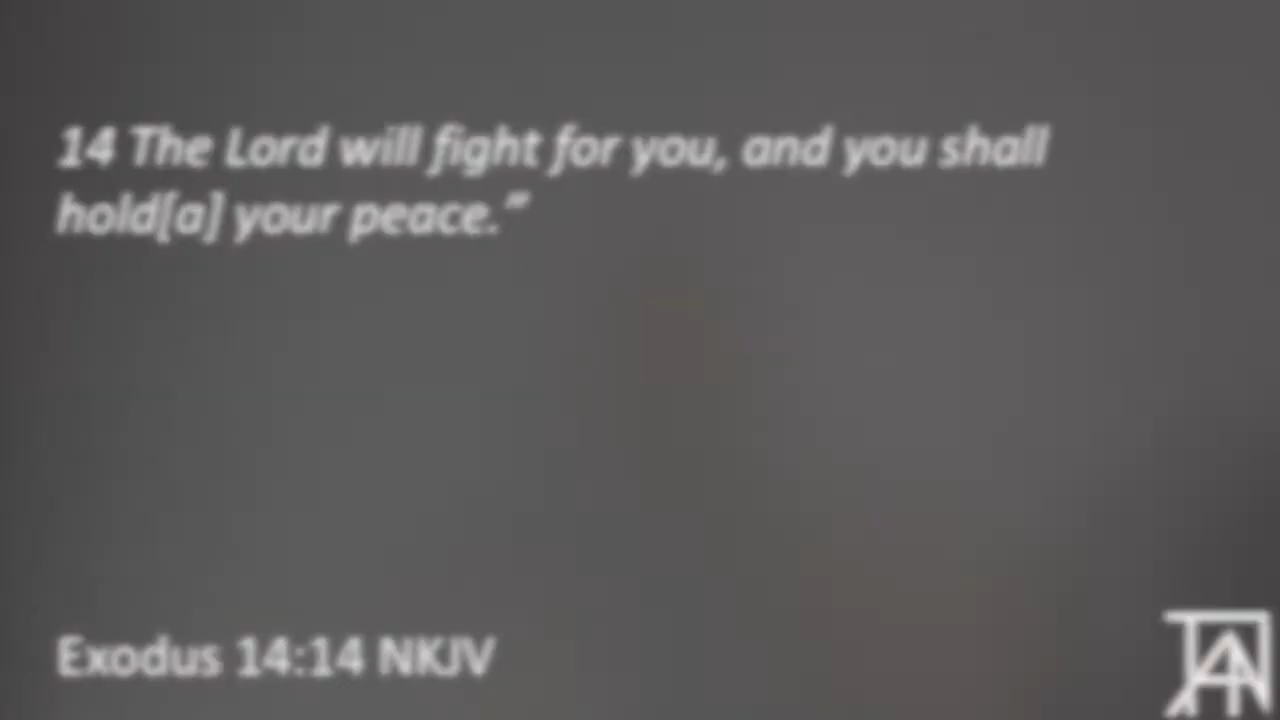 14 The Lord will fight for you, and you shall
hold[a] your peace.”
Exodus 14:14 NKJV